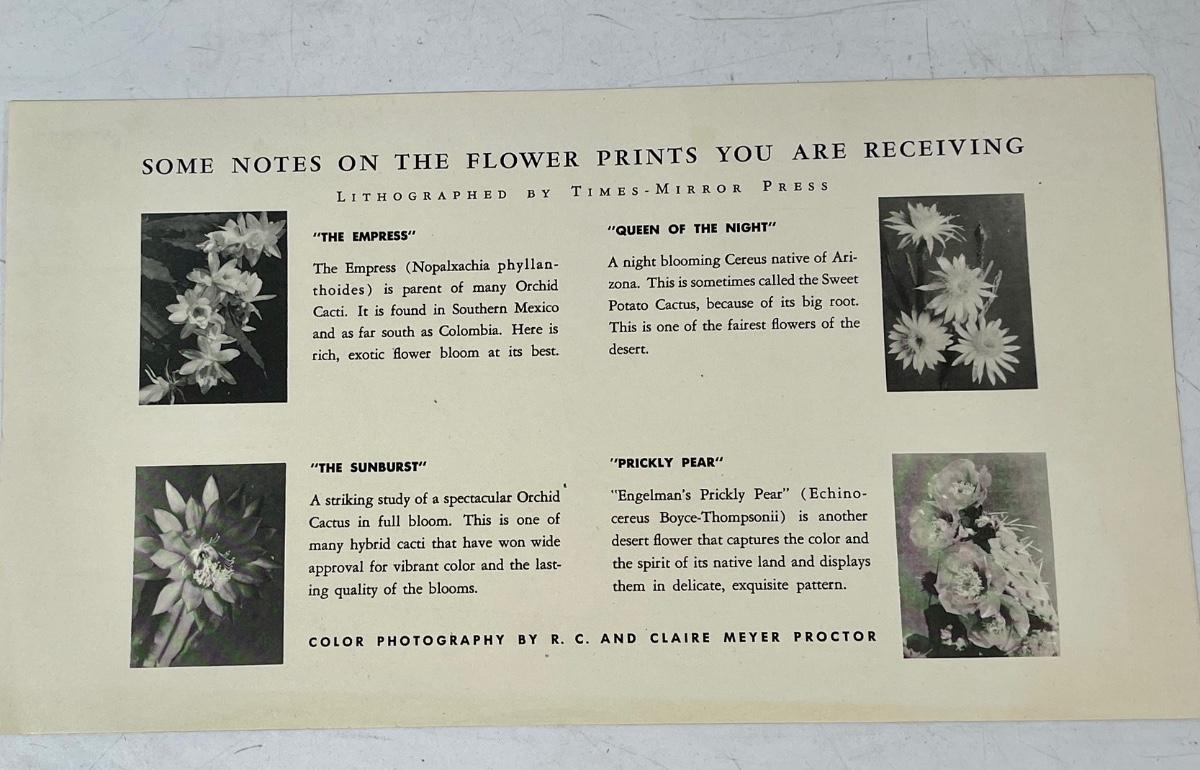 SOME NOTES ON THE FLOWER PRINTS YOU ARE RECEIVING
LITHOGRAPHED BY TIMES-MIRROR PRESS
"THE EMPRESS"
The Empress (Nopalxachia phyllan-
thoides) is parent of many Orchid
Cacti. It is found in Southern Mexico
and as far south as Colombia. Here is
rich, exotic flower bloom at its best.
"QUEEN OF THE NIGHT"
A night blooming Cereus native of Ari-
zona. This is sometimes called the Sweet
Potato Cactus, because of its big root.
This is one of the fairest flowers of the
desert.
"THE SUNBURST"
A striking study of a spectacular Orchid
Cactus in full bloom. This is one of
many hybrid cacti that have won wide
approval for vibrant color and the last-
ing quality of the blooms.
"PRICKLY PEAR"
"Engelman's Prickly Pear" (Echino-
cereus Boyce-Thompsonii) is another
desert flower that captures the color and
the spirit of its native land and displays
them in delicate, exquisite pattern.
COLOR PHOTOGRAPHY BY R. C. AND CLAIRE MEYER PROCTOR